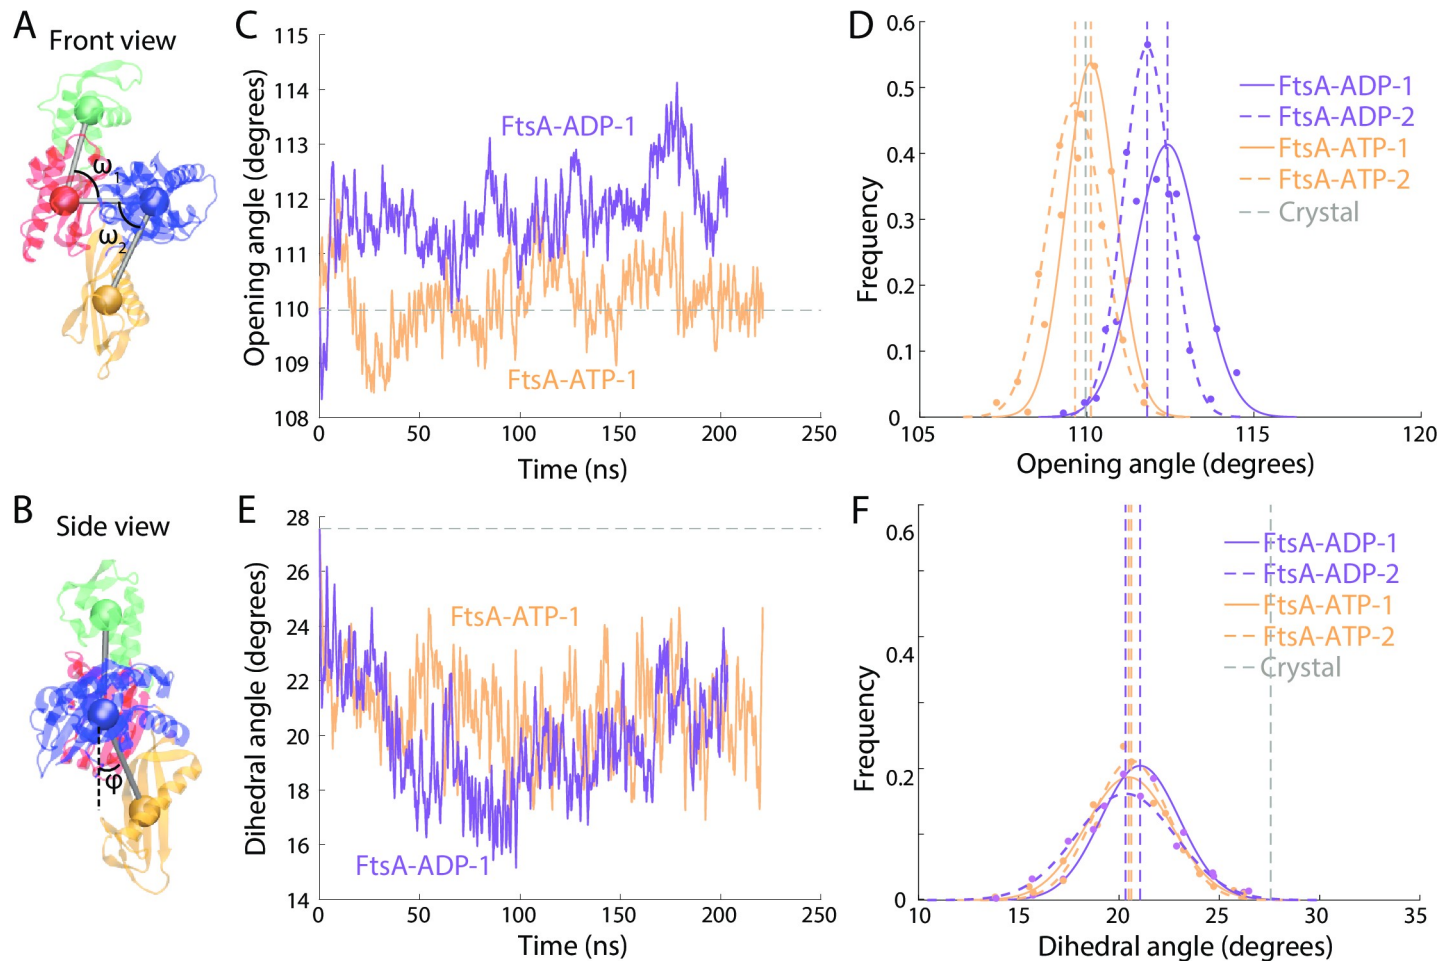 A
Front view
ω1
ω2
B
Side view
φ
C
Opening angle (degrees)
115
114
113
112
111
110
109
108
FtsA-ADP-1
FtsA-ATP-1
0 50 100 150 200 250
Time (ns)
D
Frequency
0.6
0.5
0.4
0.3
0.2
0.1
0
FtsA-ADP-1
FtsA-ADP-2
FtsA-ATP-1
FtsA-ATP-2
Crystal
105 110 115 120
Opening angle (degrees)
E
Dihedral angle (degrees)
28
26
24
22
20
18
16
14
FtsA-ATP-1
FtsA-ADP-1
0 50 100 150 200 250
Time (ns)
F
Frequency
0.6
0.4
0.2
0
FtsA-ADP-1
FtsA-ADP-2
FtsA-ATP-1
FtsA-ATP-2
Crystal
10 15 20 25 30 35
Dihedral angle (degrees)